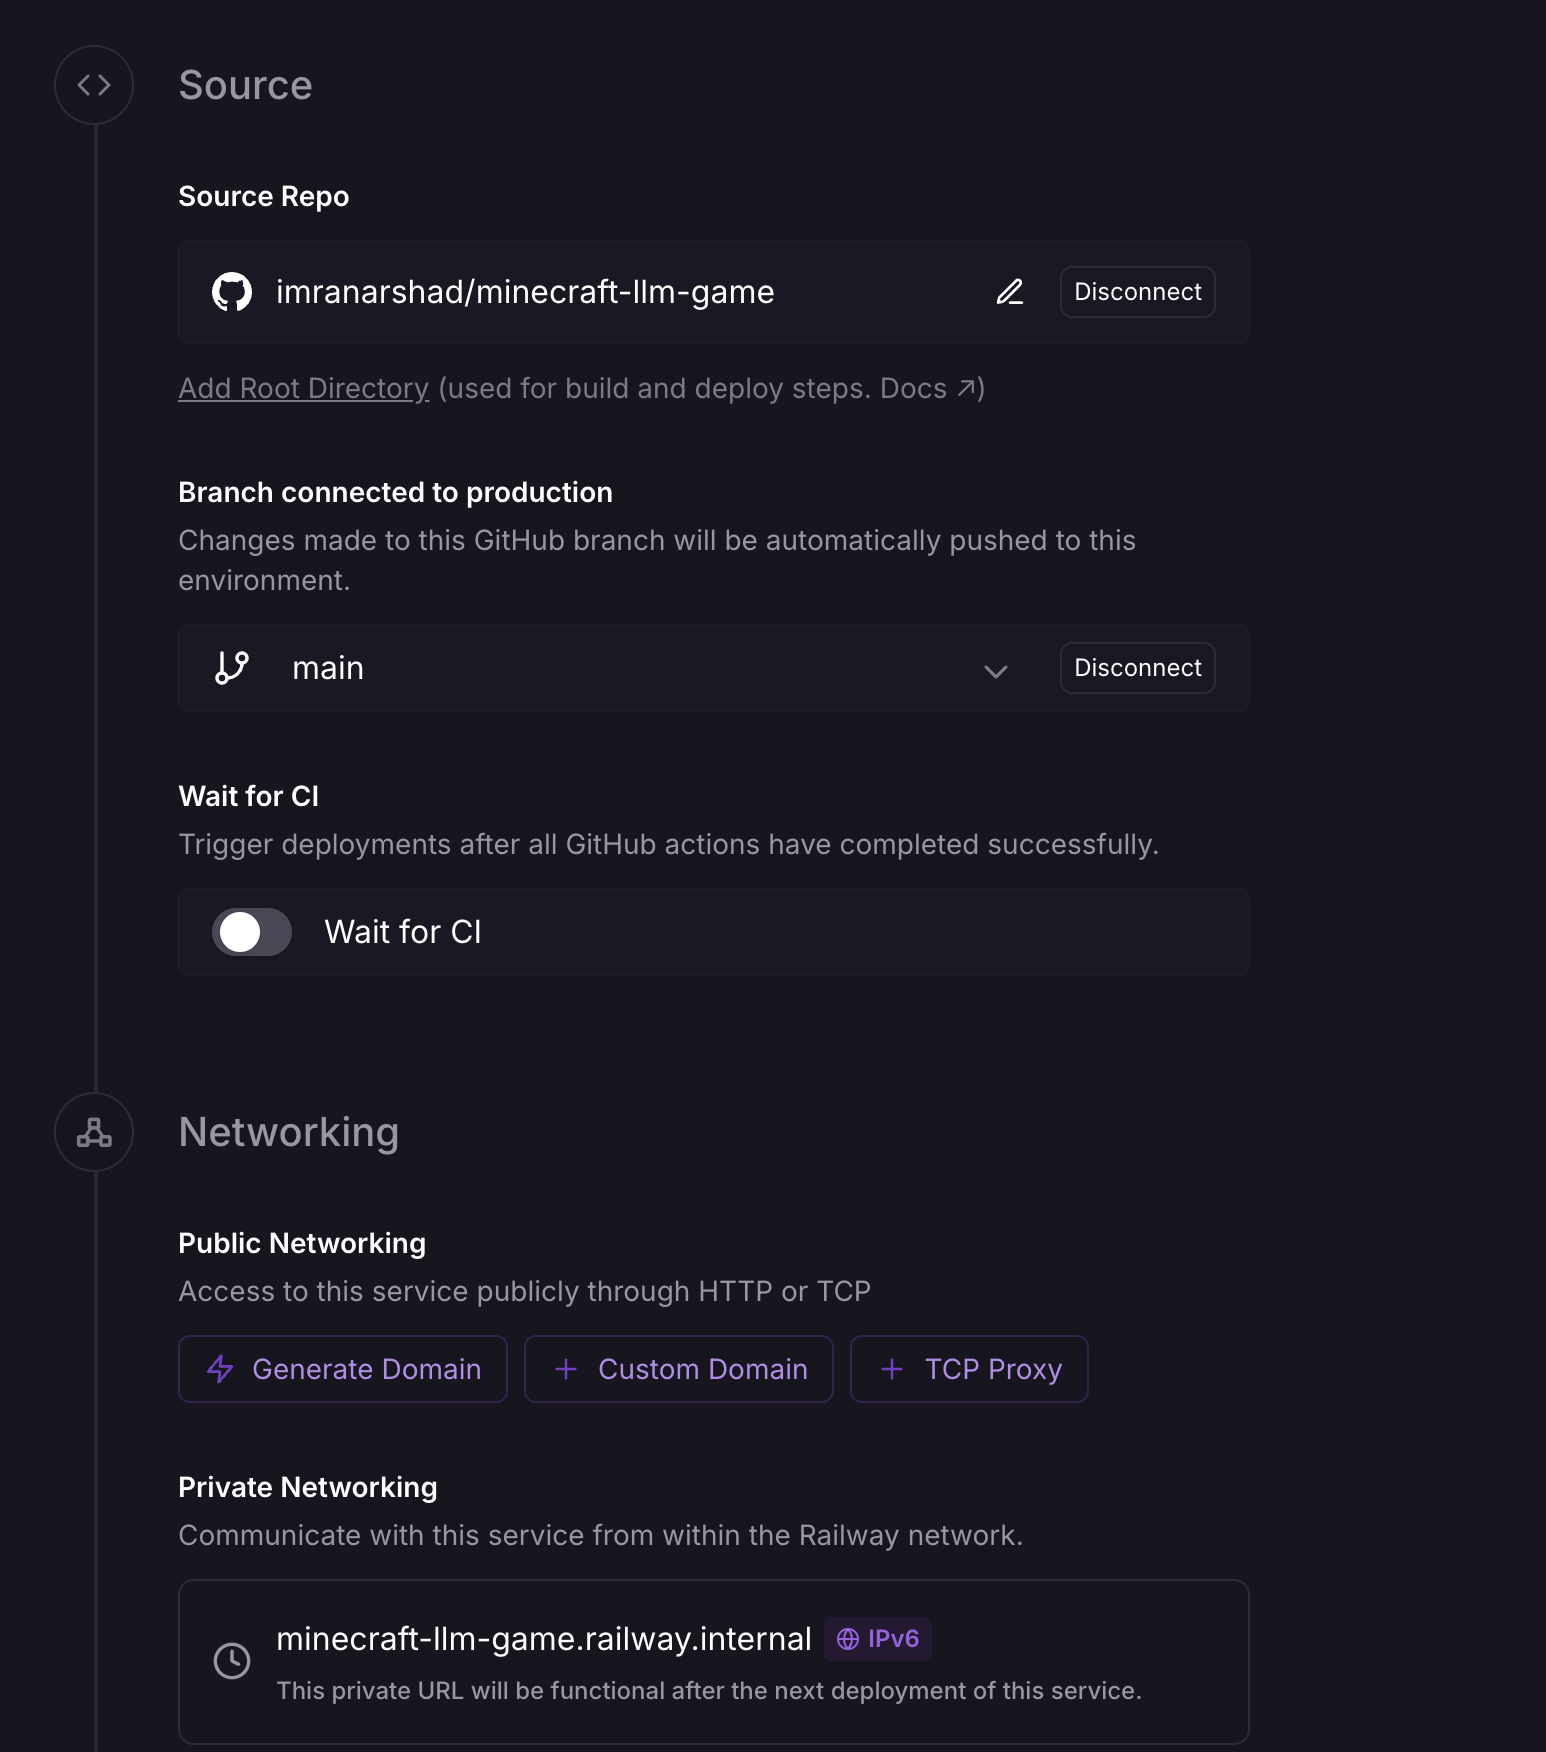 Source
Source Repo
imranarshad/minecraft-llm-game
Disconnect
Add Root Directory (used for build and deploy steps. Docs ↗)
Branch connected to production
Changes made to this GitHub branch will be automatically pushed to this
environment.
main
Disconnect
Wait for CI
Trigger deployments after all GitHub actions have completed successfully.
Wait for CI
Networking
Public Networking
Access to this service publicly through HTTP or TCP
Generate Domain
Custom Domain
TCP Proxy
Private Networking
Communicate with this service from within the Railway network.
minecraft-llm-game.railway.internal
IPv6
This private URL will be functional after the next deployment of this service.